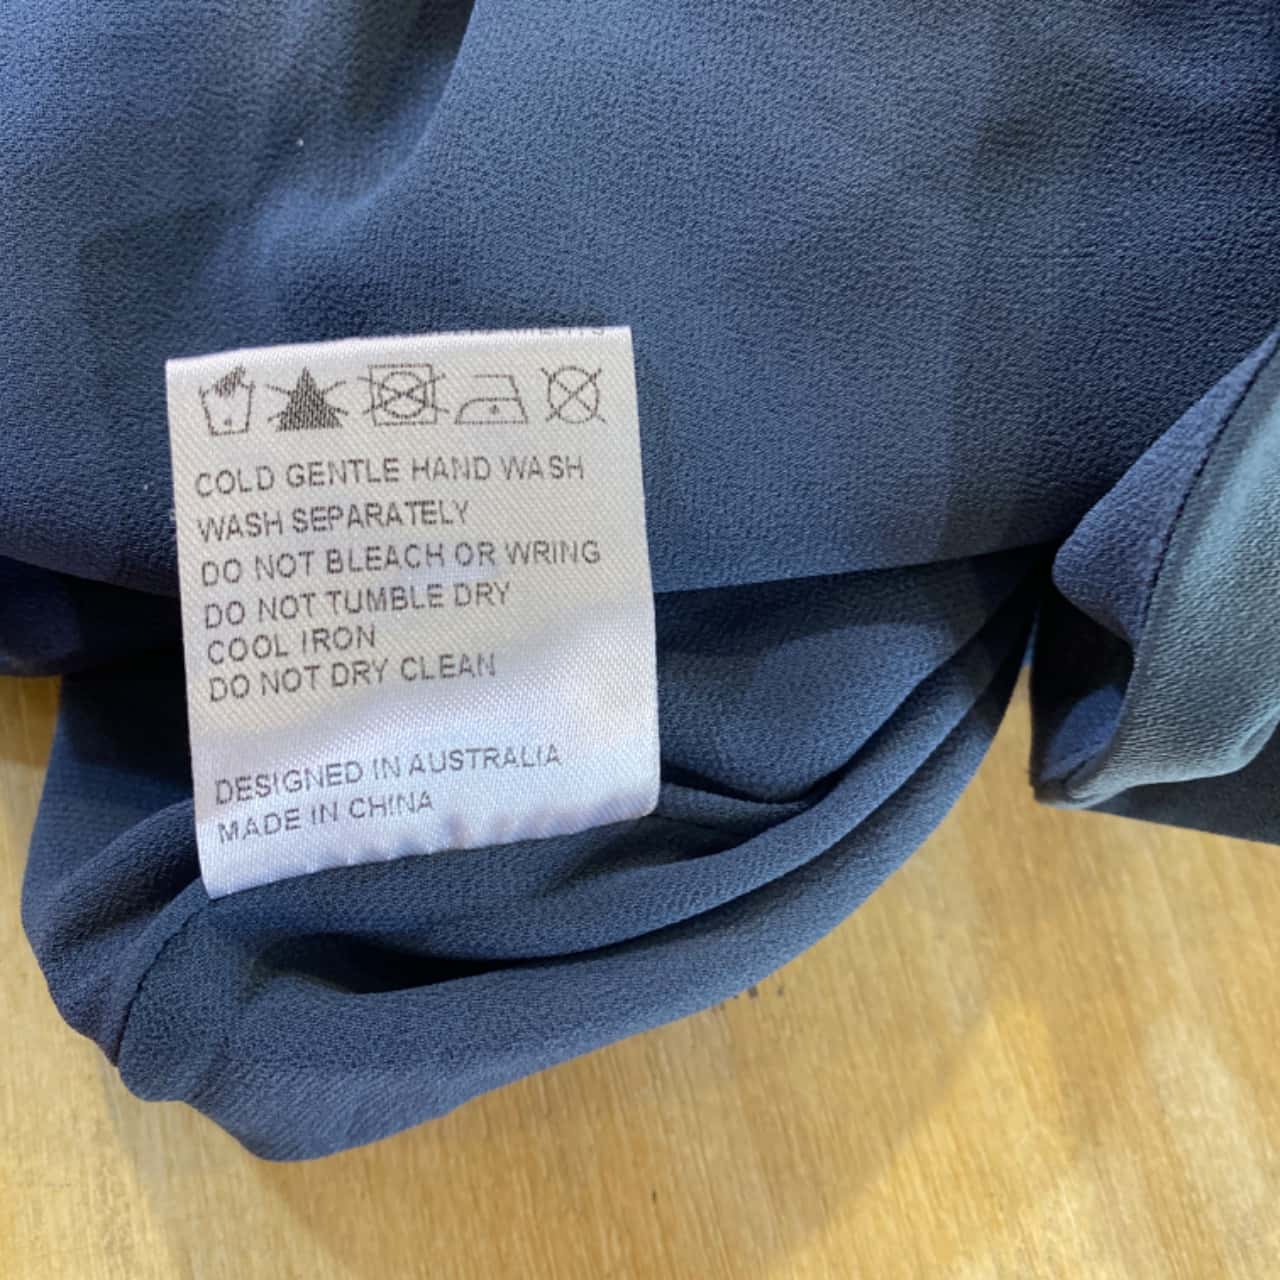 COLD GENTLE HAND WASH
WASH SEPARATELY
DO NOT BLEACH OR WRING
DO NOT TUMBLE DRY
COOL IRON
DO NOT DRY CLEAN
DESIGNED IN AUSTRALIA
MADE IN CHINA